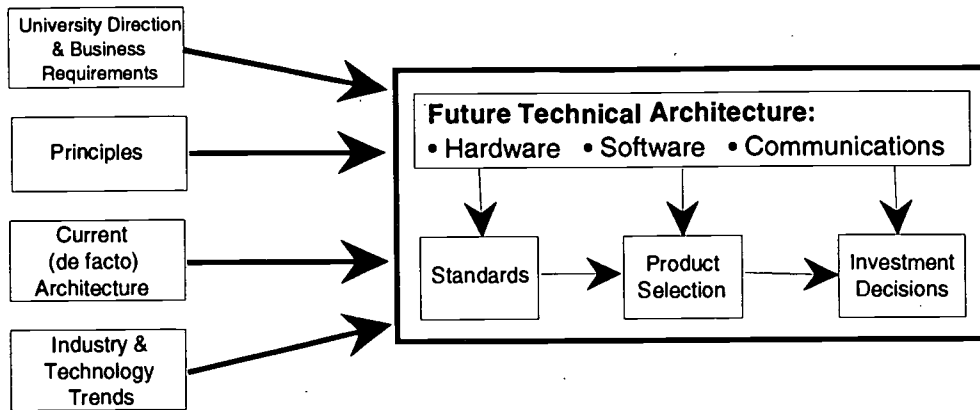 University Direction
& Business
Requirements
Principles
Current
(de facto)
Architecture
Industry &
Technology
Trends
Future Technical Architecture:
• Hardware • Software • Communications
Standards
Product
Selection
Investment
Decisions